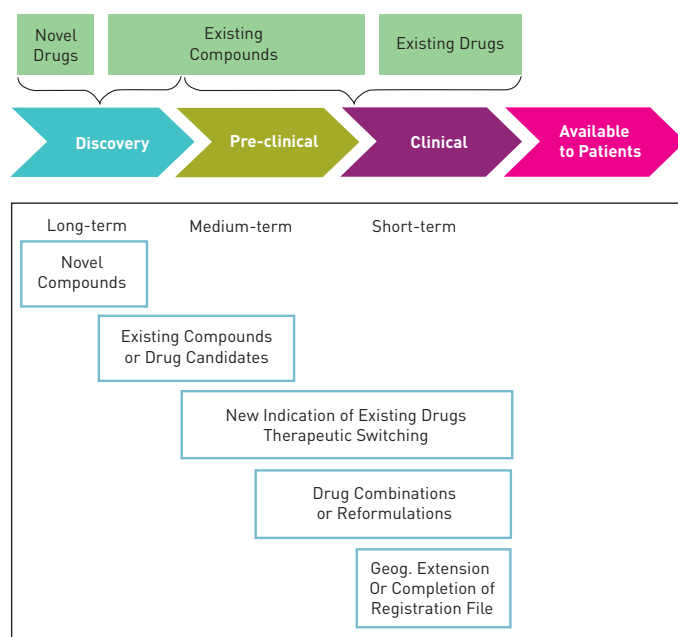 Novel
Drugs
Existing
Compounds
Existing Drugs
Discovery
Pre-clinical
Clinical
Available
to Patients
Long-term
Medium-term
Short-term
Novel
Compounds
Existing Compounds
or Drug Candidates
New Indication of Existing Drugs
Therapeutic Switching
Drug Combinations
or Reformulations
Geog. Extension
Or Completion of
Registration File